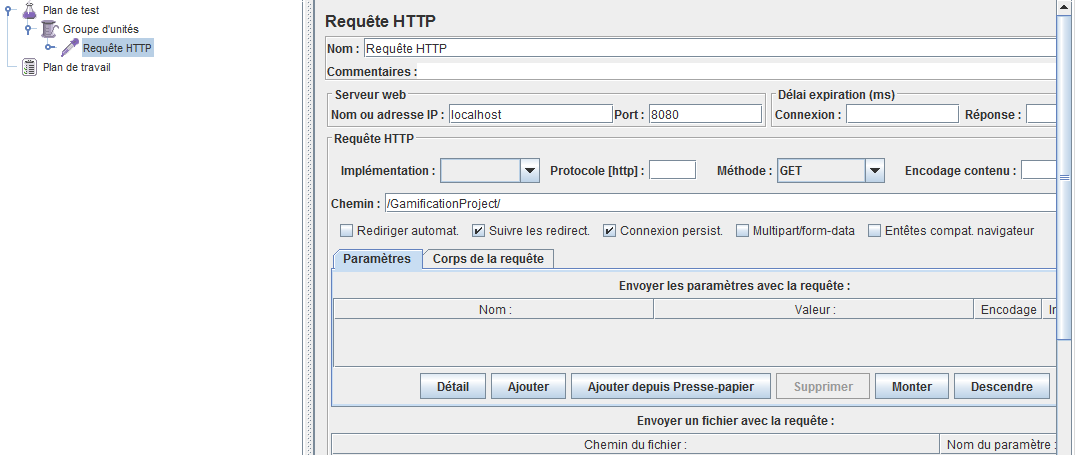 Plan de test
Groupe d'unités
Requête HTTP
Plan de travail
Requête HTTP
Nom : Requête HTTP
Commentaires :
Serveur web
Nom ou adresse IP : localhost Port : 8080
Délai expiration (ms)
Connexion : Réponse :
Requête HTTP
Implémentation : Protocole [http] : Méthode : GET Encodage contenu :
Chemin : /GamificationProject/
Rediriger automat. Suivre les redirect. Connexion persist. Multipart/form-data Entêtes compat. navigateur
Paramètres Corps de la requête
Envoyer les paramètres avec la requête :
Nom : Valeur : Encodage
Détail Ajouter Ajouter depuis Presse-papier Supprimer Monter Descendre
Envoyer un fichier avec la requête :
Chemin du fichier : Nom du paramètre :